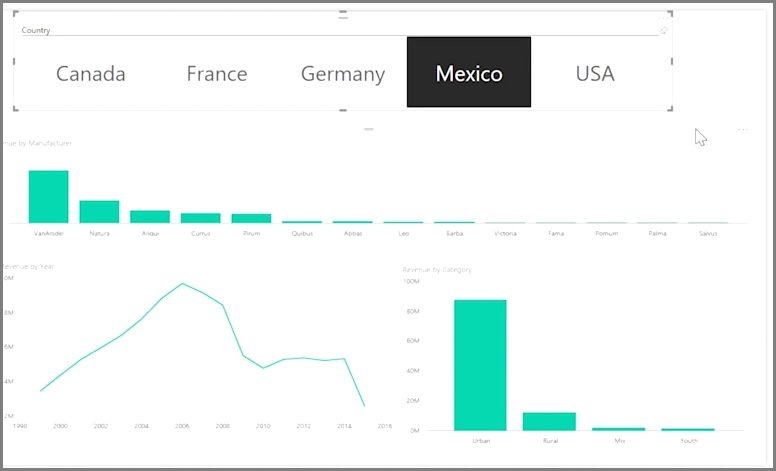 Country
Canada France Germany Mexico USA
nue by Manufacturer
VanArsdel Natura Aliqui Currus Pirum Quibus Abbas Leo Barba Victoria Fama Pomum Palma Salvus
Revenue by Year
0M
8M
6M
4M
2M
1998 2000 2002 2004 2006 2008 2010 2012 2014 2016
Revenue by Category
100M
80M
60M
40M
20M
0M
Urban Rural Mix Youth